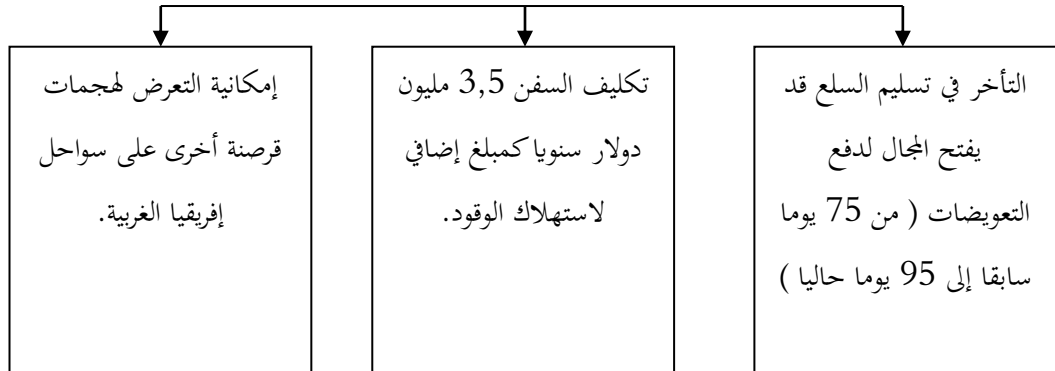 التأخر في تسليم السلع قد
يفتح المجال لدفع
التعويضات ( من 75 يوما
سابقا إلى 95 يوما حاليا )
تكليف السفن 3,5 مليون
دولار سنويا كمبلغ إضافي
لاستهلاك الوقود.
إمكانية التعرض لهجمات
قرصنة أخرى على سواحل
إفريقيا الغربية.